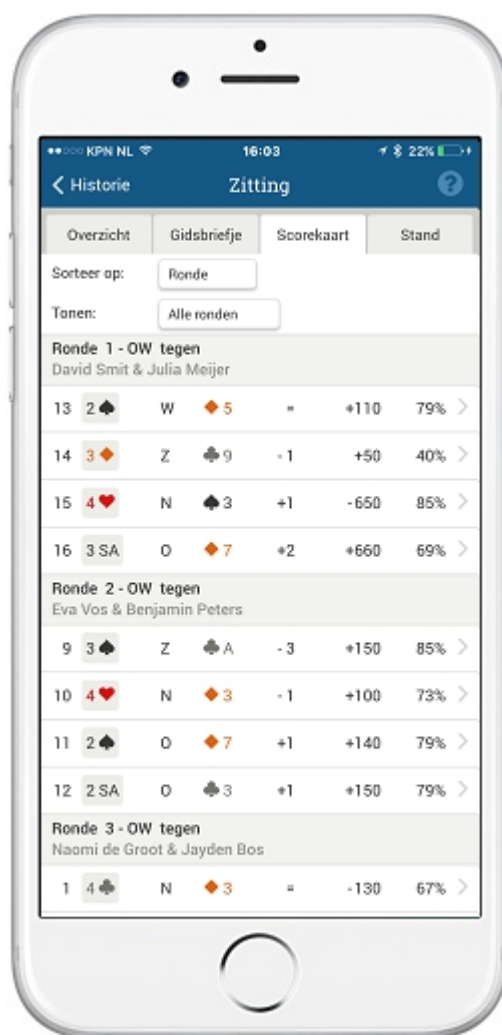 KPN NL 16:03 22%
Historie Zitting ?
Overzicht Gidsbriefje Scorekaart Stand
Sorteer op: Ronde
Tonen: Alle ronden
Ronde 1 - OW tegen
David Smit & Julia Meijer
13 2♠ W ♦5 = +110 79%
14 3♦ Z ♣9 -1 +50 40%
15 4♥ N ♠3 +1 -650 85%
16 3 SA O ♦7 +2 +660 69%
Ronde 2 - OW tegen
Eva Vos & Benjamin Peters
9 3♠ Z ♣A -3 +150 85%
10 4♥ N ♦3 -1 +100 73%
11 2♠ O ♦7 +1 +140 79%
12 2 SA O ♣3 +1 +150 79%
Ronde 3 - OW tegen
Naomi de Groot & Jayden Bos
1 4♣ N ♦3 = -130 67%